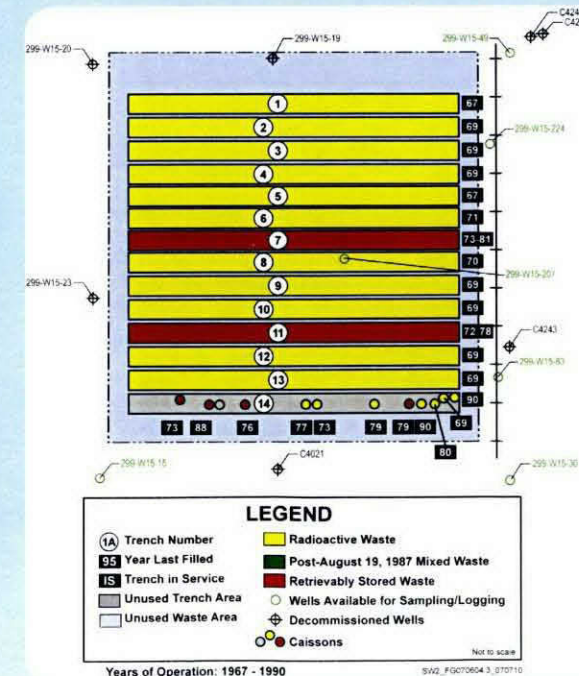 C424
C42
299-W15-20
299-W15-19
299-W15-49
1 67
2 69
299-W15-224
3 69
4 69
5 67
6 71
7 73-81
8 70
299-W15-207
9 69
299-W15-23
10 69
11 72 78
C4243
12 69
299-W15-83
13 69
14 90
73 88 76 77 73 79 79 90 69
80
299-W15-15
C4021
LEGEND
1A Trench Number
Radioactive Waste
95 Year Last Filled
Post-August 19, 1987 Mixed Waste
IS Trench in Service
Retrievably Stored Waste
Unused Trench Area
Wells Available for Sampling/Logging
Unused Waste Area
Decommissioned Wells
Caissons
Not to scale
Years of Operation: 1967 - 1990
SW2_FG070604.3_070710